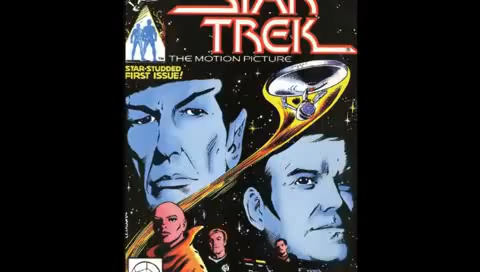 STAR
TREK
THE MOTION PICTURE
STAR-STUDDED
FIRST ISSUE!